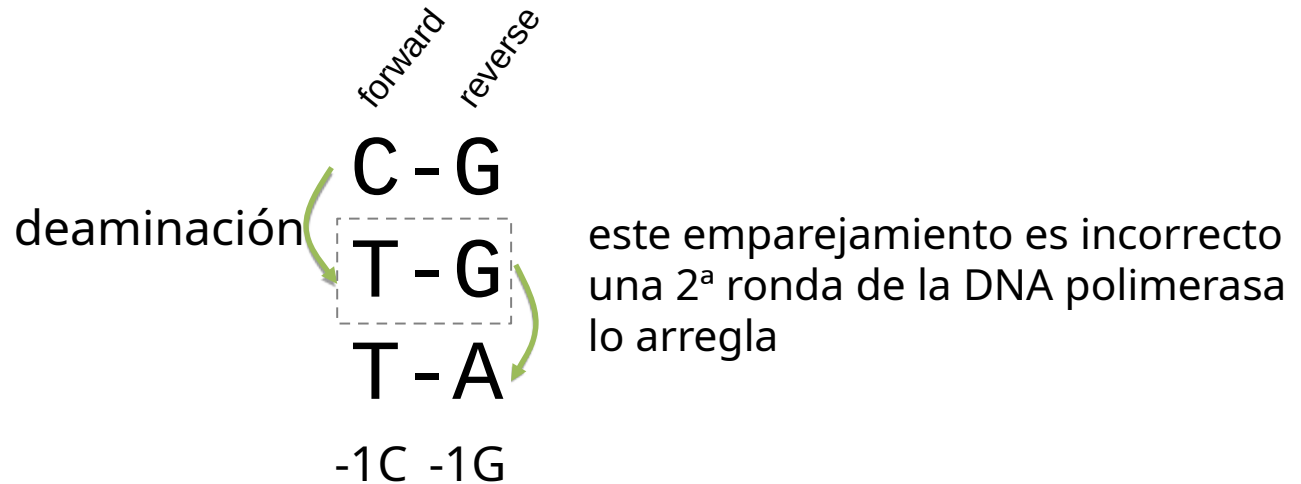 forward reverse
C-G
deaminación
T-G
este emparejamiento es incorrecto
una 2ª ronda de la DNA polimerasa
lo arregla
T-A
-1C -1G